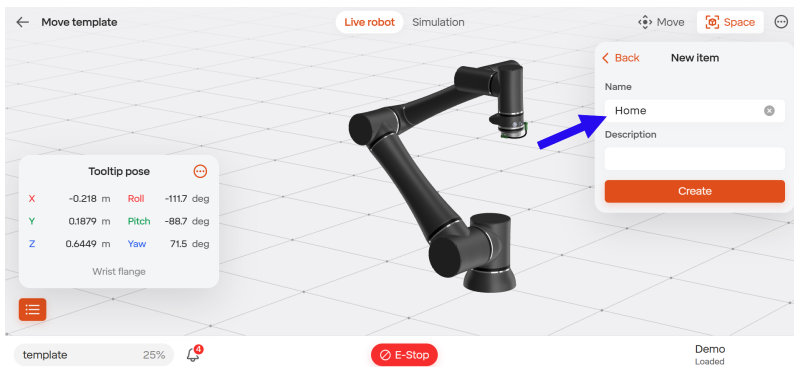 Move template
Live robot Simulation
Move Space
Back New item
Name
Home
Description
Create
Tooltip pose
X -0.218 m Roll -111.7 deg
Y 0.1879 m Pitch -88.7 deg
Z 0.6449 m Yaw 71.5 deg
Wrist flange
template 25% 4
E-Stop
Demo
Loaded